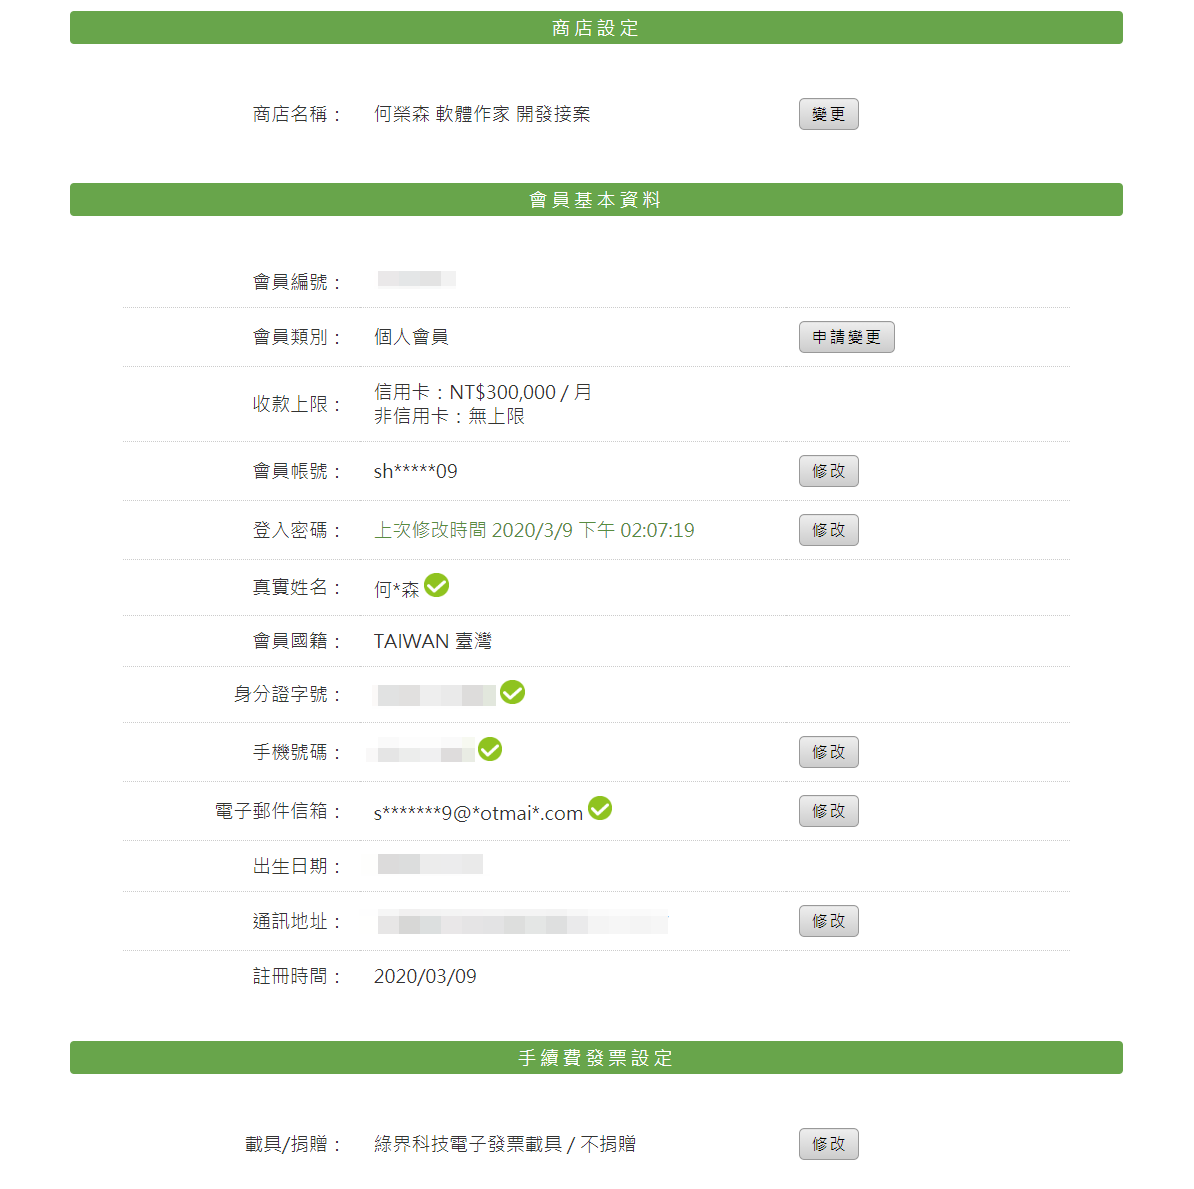 商店設定
商店名稱： 何榮森 軟體作家 開發接案 變更
會員基本資料
會員編號：
會員類別： 個人會員 申請變更
收款上限： 信用卡：NT$300,000 / 月
非信用卡：無上限
會員帳號： sh*****09 修改
登入密碼： 上次修改時間 2020/3/9 下午 02:07:19 修改
真實姓名： 何*森
會員國籍： TAIWAN 臺灣
身分證字號：
手機號碼： 修改
電子郵件信箱： s*******9@*otmai*.com 修改
出生日期：
通訊地址： 修改
註冊時間： 2020/03/09
手續費發票設定
載具/捐贈： 綠界科技電子發票載具 / 不捐贈 修改